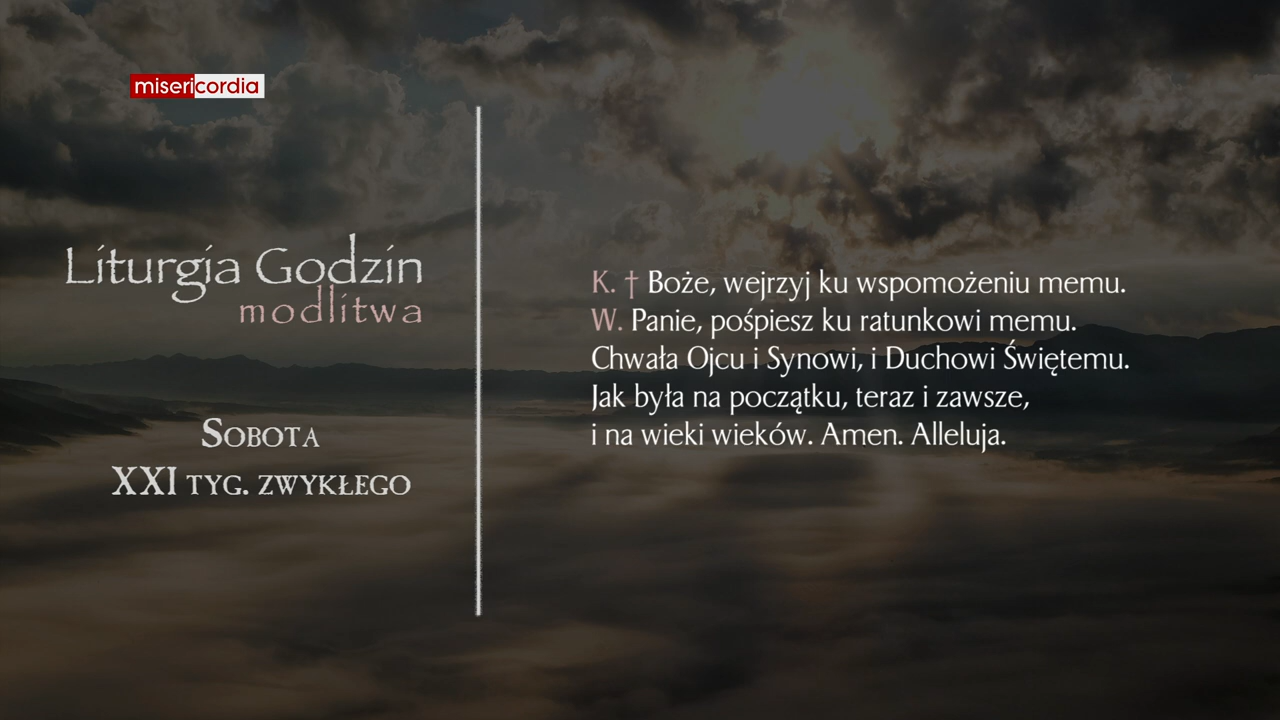 misericordia
Liturgia Godzin
modlitwa
Sobota
XXI tyg. zwykłego
K. † Boże, wejrzyj ku wspomożeniu memu.
W. Panie, pośpiesz ku ratunkowi memu.
Chwała Ojcu i Synowi, i Duchowi Świętemu.
Jak była na początku, teraz i zawsze,
i na wieki wieków. Amen. Alleluja.